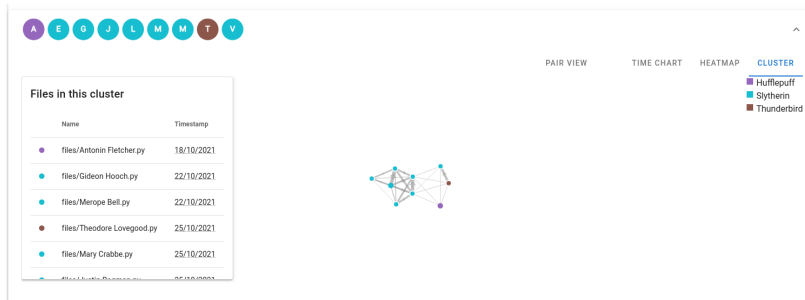 A E G J L M M T V
PAIR VIEW TIME CHART HEATMAP CLUSTER
Hufflepuff
Slytherin
Thunderbird
Files in this cluster
Name Timestamp
files/Antonin Fletcher.py 18/10/2021
files/Gideon Hooch.py 22/10/2021
files/Merope Bell.py 22/10/2021
files/Theodore Lovegood.py 25/10/2021
files/Mary Crabbe.py 25/10/2021